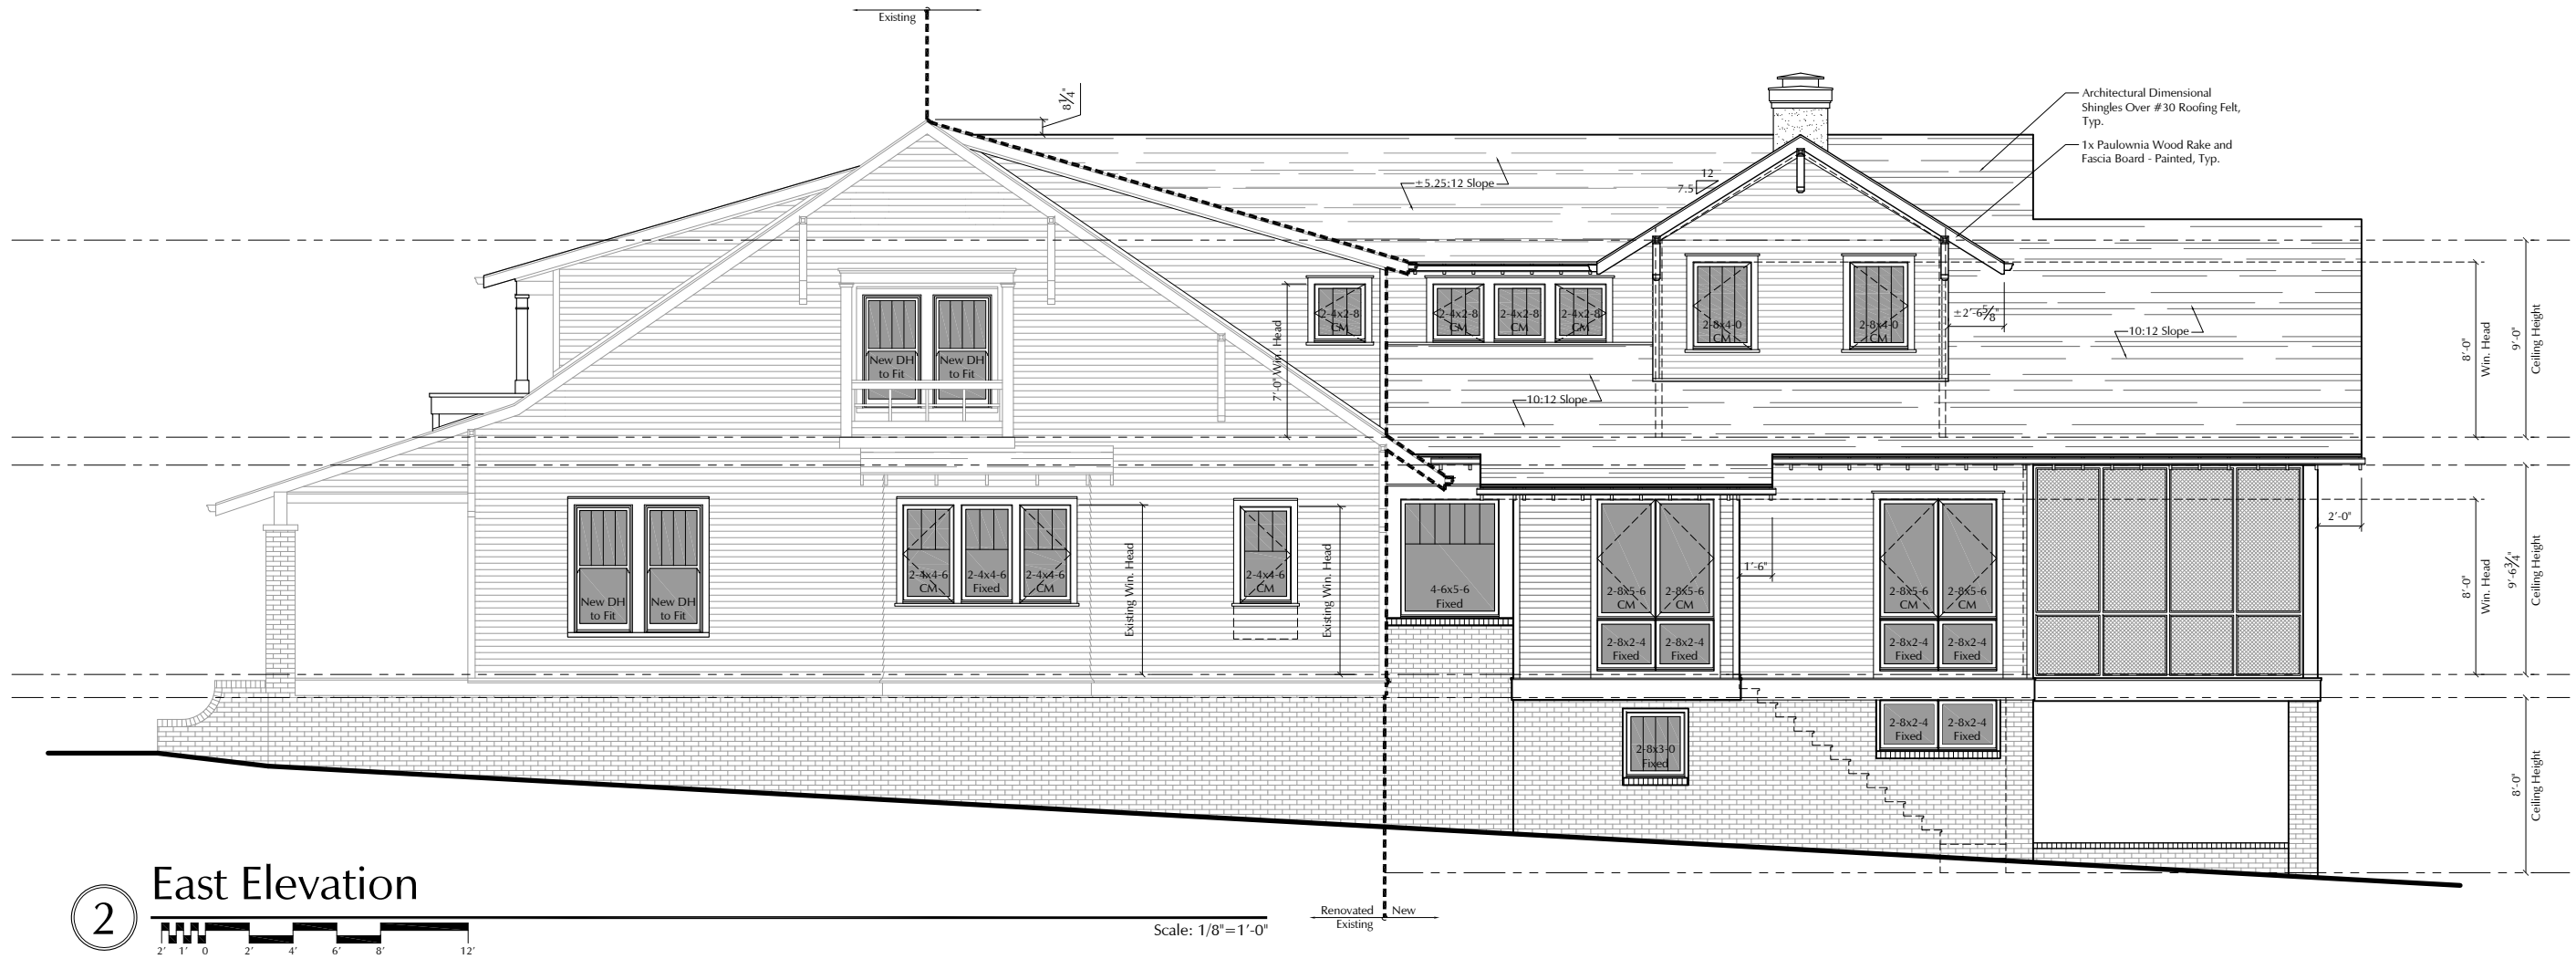 Existing
8¼"
Architectural Dimensional
Shingles Over #30 Roofing Felt,
Typ.
1x Paulownia Wood Rake and
Fascia Board - Painted, Typ.
±5.25:12 Slope
12
7.5
±2'-6⅝"
10:12 Slope
10:12 Slope
2-4x2-8
CM
2-4x2-8
CM
2-4x2-8
CM
2-4x2-8
CM
2-8x4-0
CM
2-8x4-0
CM
New DH
to Fit
New DH
to Fit
7'-0" Win. Head
8'-0"
Win. Head
9'-0"
Ceiling Height
New DH
to Fit
New DH
to Fit
2-4x4-6
CM
2-4x4-6
Fixed
2-4x4-6
CM
Existing Win. Head
2-4x4-6
CM
Existing Win. Head
4-6x5-6
Fixed
2-8x5-6
CM
2-8x5-6
CM
2-8x2-4
Fixed
2-8x2-4
Fixed
1'-6"
2-8x5-6
CM
2-8x5-6
CM
2-8x2-4
Fixed
2-8x2-4
Fixed
2'-0"
8'-0"
Win. Head
9'-6¾"
Ceiling Height
2-8x3-0
Fixed
2-8x2-4
Fixed
2-8x2-4
Fixed
8'-0"
Ceiling Height
2
East Elevation
Scale: 1/8"=1'-0"
2' 1' 0 2' 4' 6' 8' 12'
Renovated
Existing
New